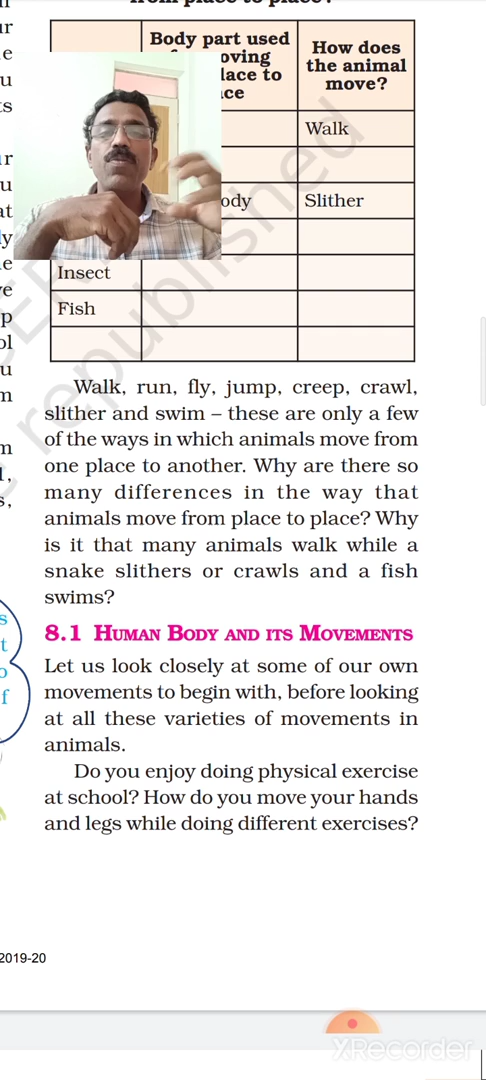 from place to place?
Body part used
How does
the animal
move?
oving
lace to
ce
Walk
ody
Slither
Insect
Fish
Walk, run, fly, jump, creep, crawl,
slither and swim – these are only a few
of the ways in which animals move from
one place to another. Why are there so
many differences in the way that
animals move from place to place? Why
is it that many animals walk while a
snake slithers or crawls and a fish
swims?
8.1 HUMAN BODY AND ITS MOVEMENTS
Let us look closely at some of our own
movements to begin with, before looking
at all these varieties of movements in
animals.
Do you enjoy doing physical exercise
at school? How do you move your hands
and legs while doing different exercises?
2019-20
XRecorder
republished